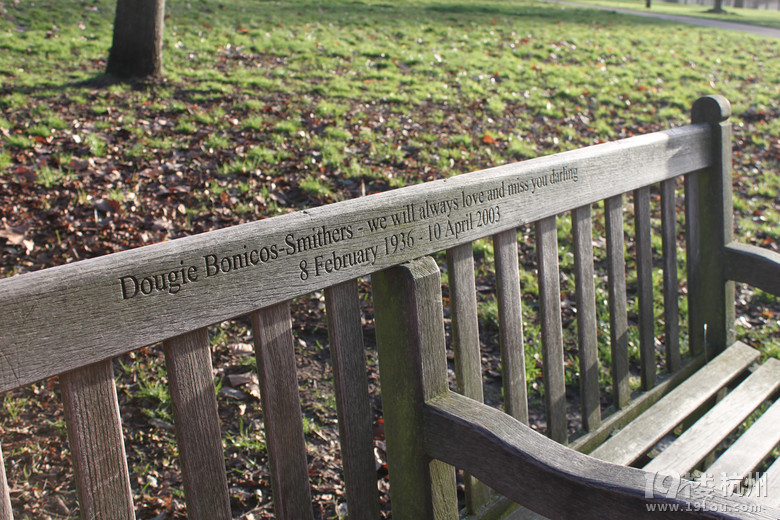 Dougie Bonicos-Smithers - we will always love and miss you darling
8 February 1936 - 10 April 2003
19楼杭州
www.19lou.com